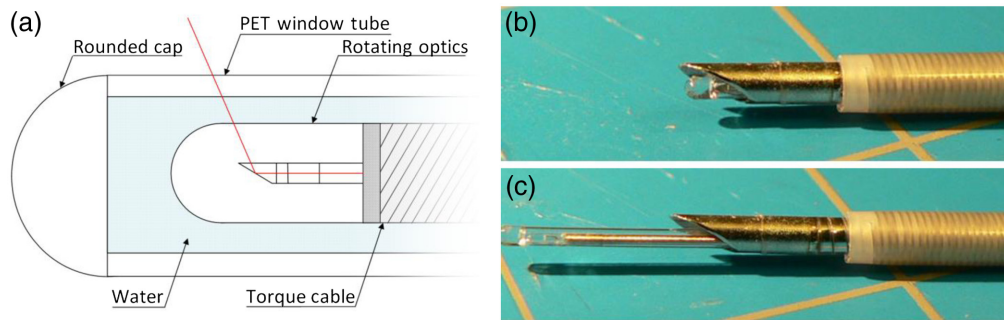 (a)
PET window tube
Rounded cap
Rotating optics
Water
Torque cable
(b)
(c)